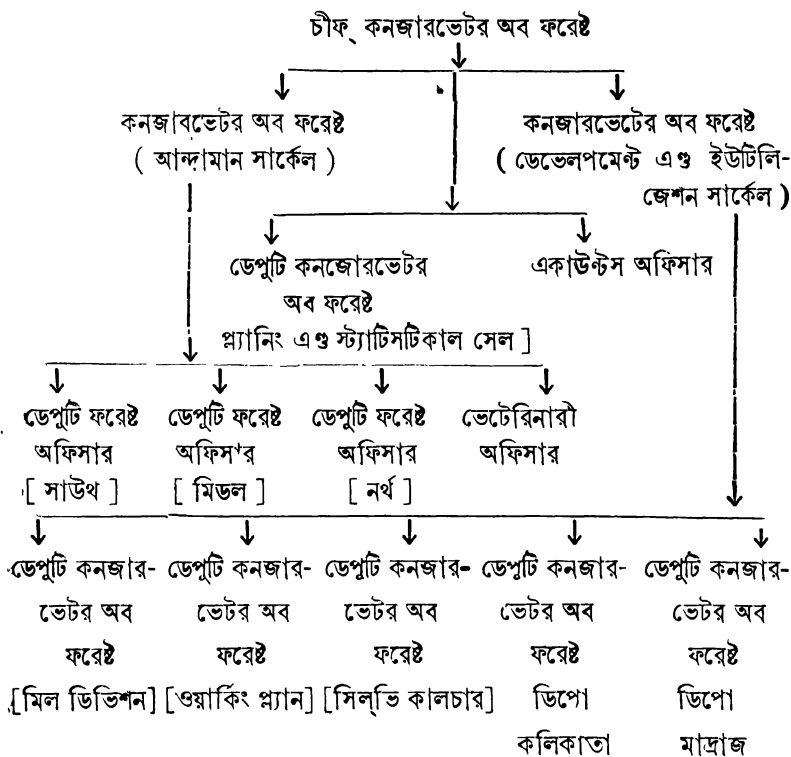 চীফ্ কনজারভেটর অব ফরেষ্ট
কনজাবভেটর অব ফরেষ্ট
( আন্দামান সার্কেল )
কনজারভেটের অব ফরেষ্ট
( ডেভেলপমেন্ট এণ্ড ইউটিলি-
জেশন সার্কেল )
ডেপুটি কনজোরভেটর
অব ফরেষ্ট
প্ল্যানিং এণ্ড স্ট্যাটিসটিকাল সেল ]
একাউন্টস অফিসার
ডেপুটি ফরেষ্ট
অফিসার
[ সাউথ ]
ডেপুটি ফরেষ্ট
অফিসার
[ মিডল ]
ডেপুটি ফরেষ্ট
অফিসার
[ নর্থ ]
ভেটেরিনারী
অফিসার
ডেপুটি কনজার-
ভেটর অব
ফরেষ্ট
[মিল ডিভিশন]
ডেপুটি কনজার-
ভেটর অব
ফরেষ্ট
[ওয়ার্কিং প্ল্যান]
ডেপুটি কনজার-
ভেটর অব
ফরেষ্ট
[সিল্‌ভি কালচার]
ডেপুটি কনজার-
ভেটর অব
ফরেষ্ট
ডিপো
কলিকাতা
ডেপুটি কনজার-
ভেটর অব
ফরেষ্ট
ডিপো
মাদ্রাজ